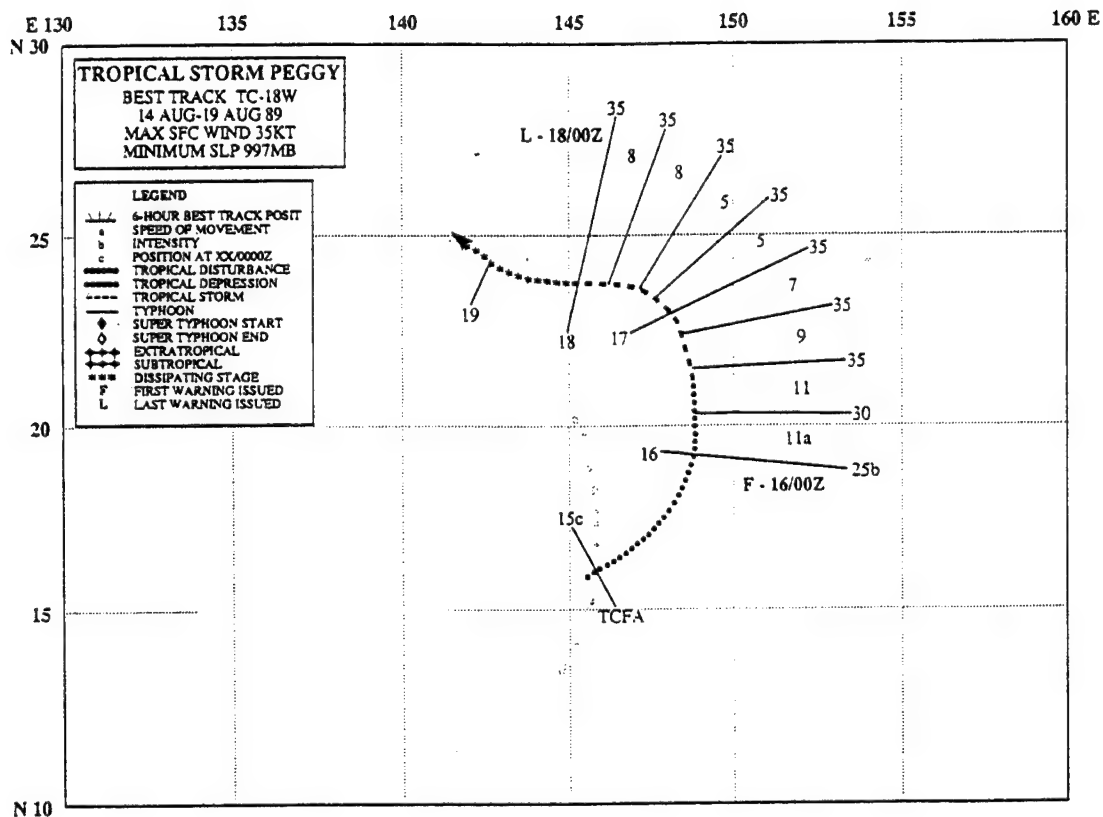 E 130 135 140 145 150 155 160 E
N 30
TROPICAL STORM PEGGY
BEST TRACK TC-18W
14 AUG-19 AUG 89
MAX SFC WIND 35KT
MINIMUM SLP 997MB
LEGEND
6-HOUR BEST TRACK POSIT
a SPEED OF MOVEMENT
b INTENSITY
c POSITION AT XX/0000Z
TROPICAL DISTURBANCE
TROPICAL DEPRESSION
TROPICAL STORM
TYPHOON
SUPER TYPHOON START
SUPER TYPHOON END
EXTRATROPICAL
SUBTROPICAL
DISSIPATING STAGE
F FIRST WARNING ISSUED
L LAST WARNING ISSUED
L - 18/00Z
35
35
35
35
35
35
35
30
25b
8
8
5
5
7
9
11
11a
F - 16/00Z
19
18
17
16
15c
TCFA
25
20
15
N 10